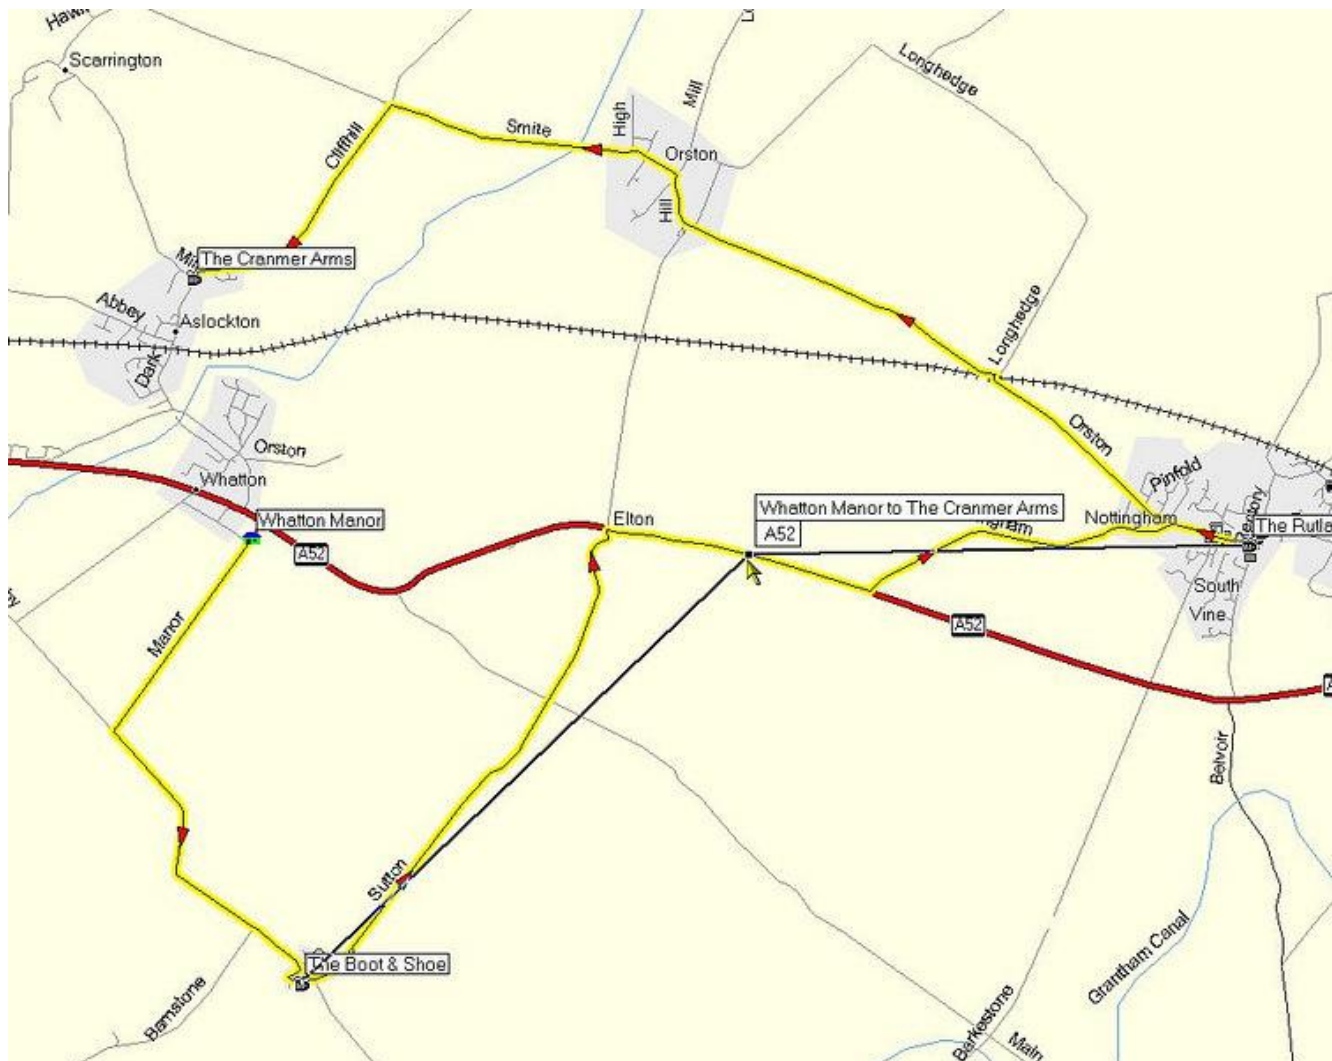 Scarrington
Longhedge
Mill
High
Smite
Cliffhill
Orston
Hill
The Cranmer Arms
Abbey
Aslockton
Dark
Longhedge
Orston
Orston
Pinfold
Whatton
Whatton Manor to The Cranmer Arms
A52
Whatton Manor
Elton
Nottingham
The Rutla
A52
South
Vine
A52
Manor
Belvoir
Sutton
The Boot & Shoe
Grantham Canal
Barnstone
Barkestone
Main